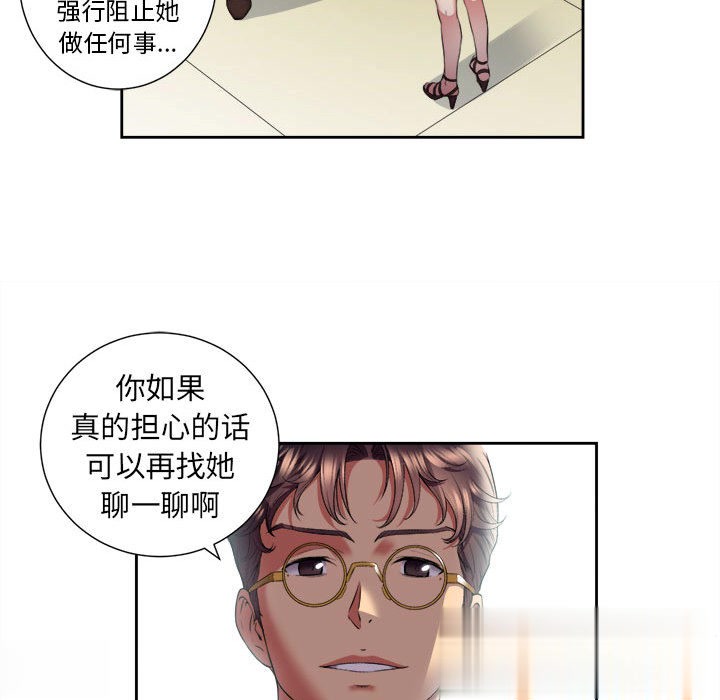 强行阻止她
做任何事...
你如果
真的担心的话
可以再找她
聊一聊啊